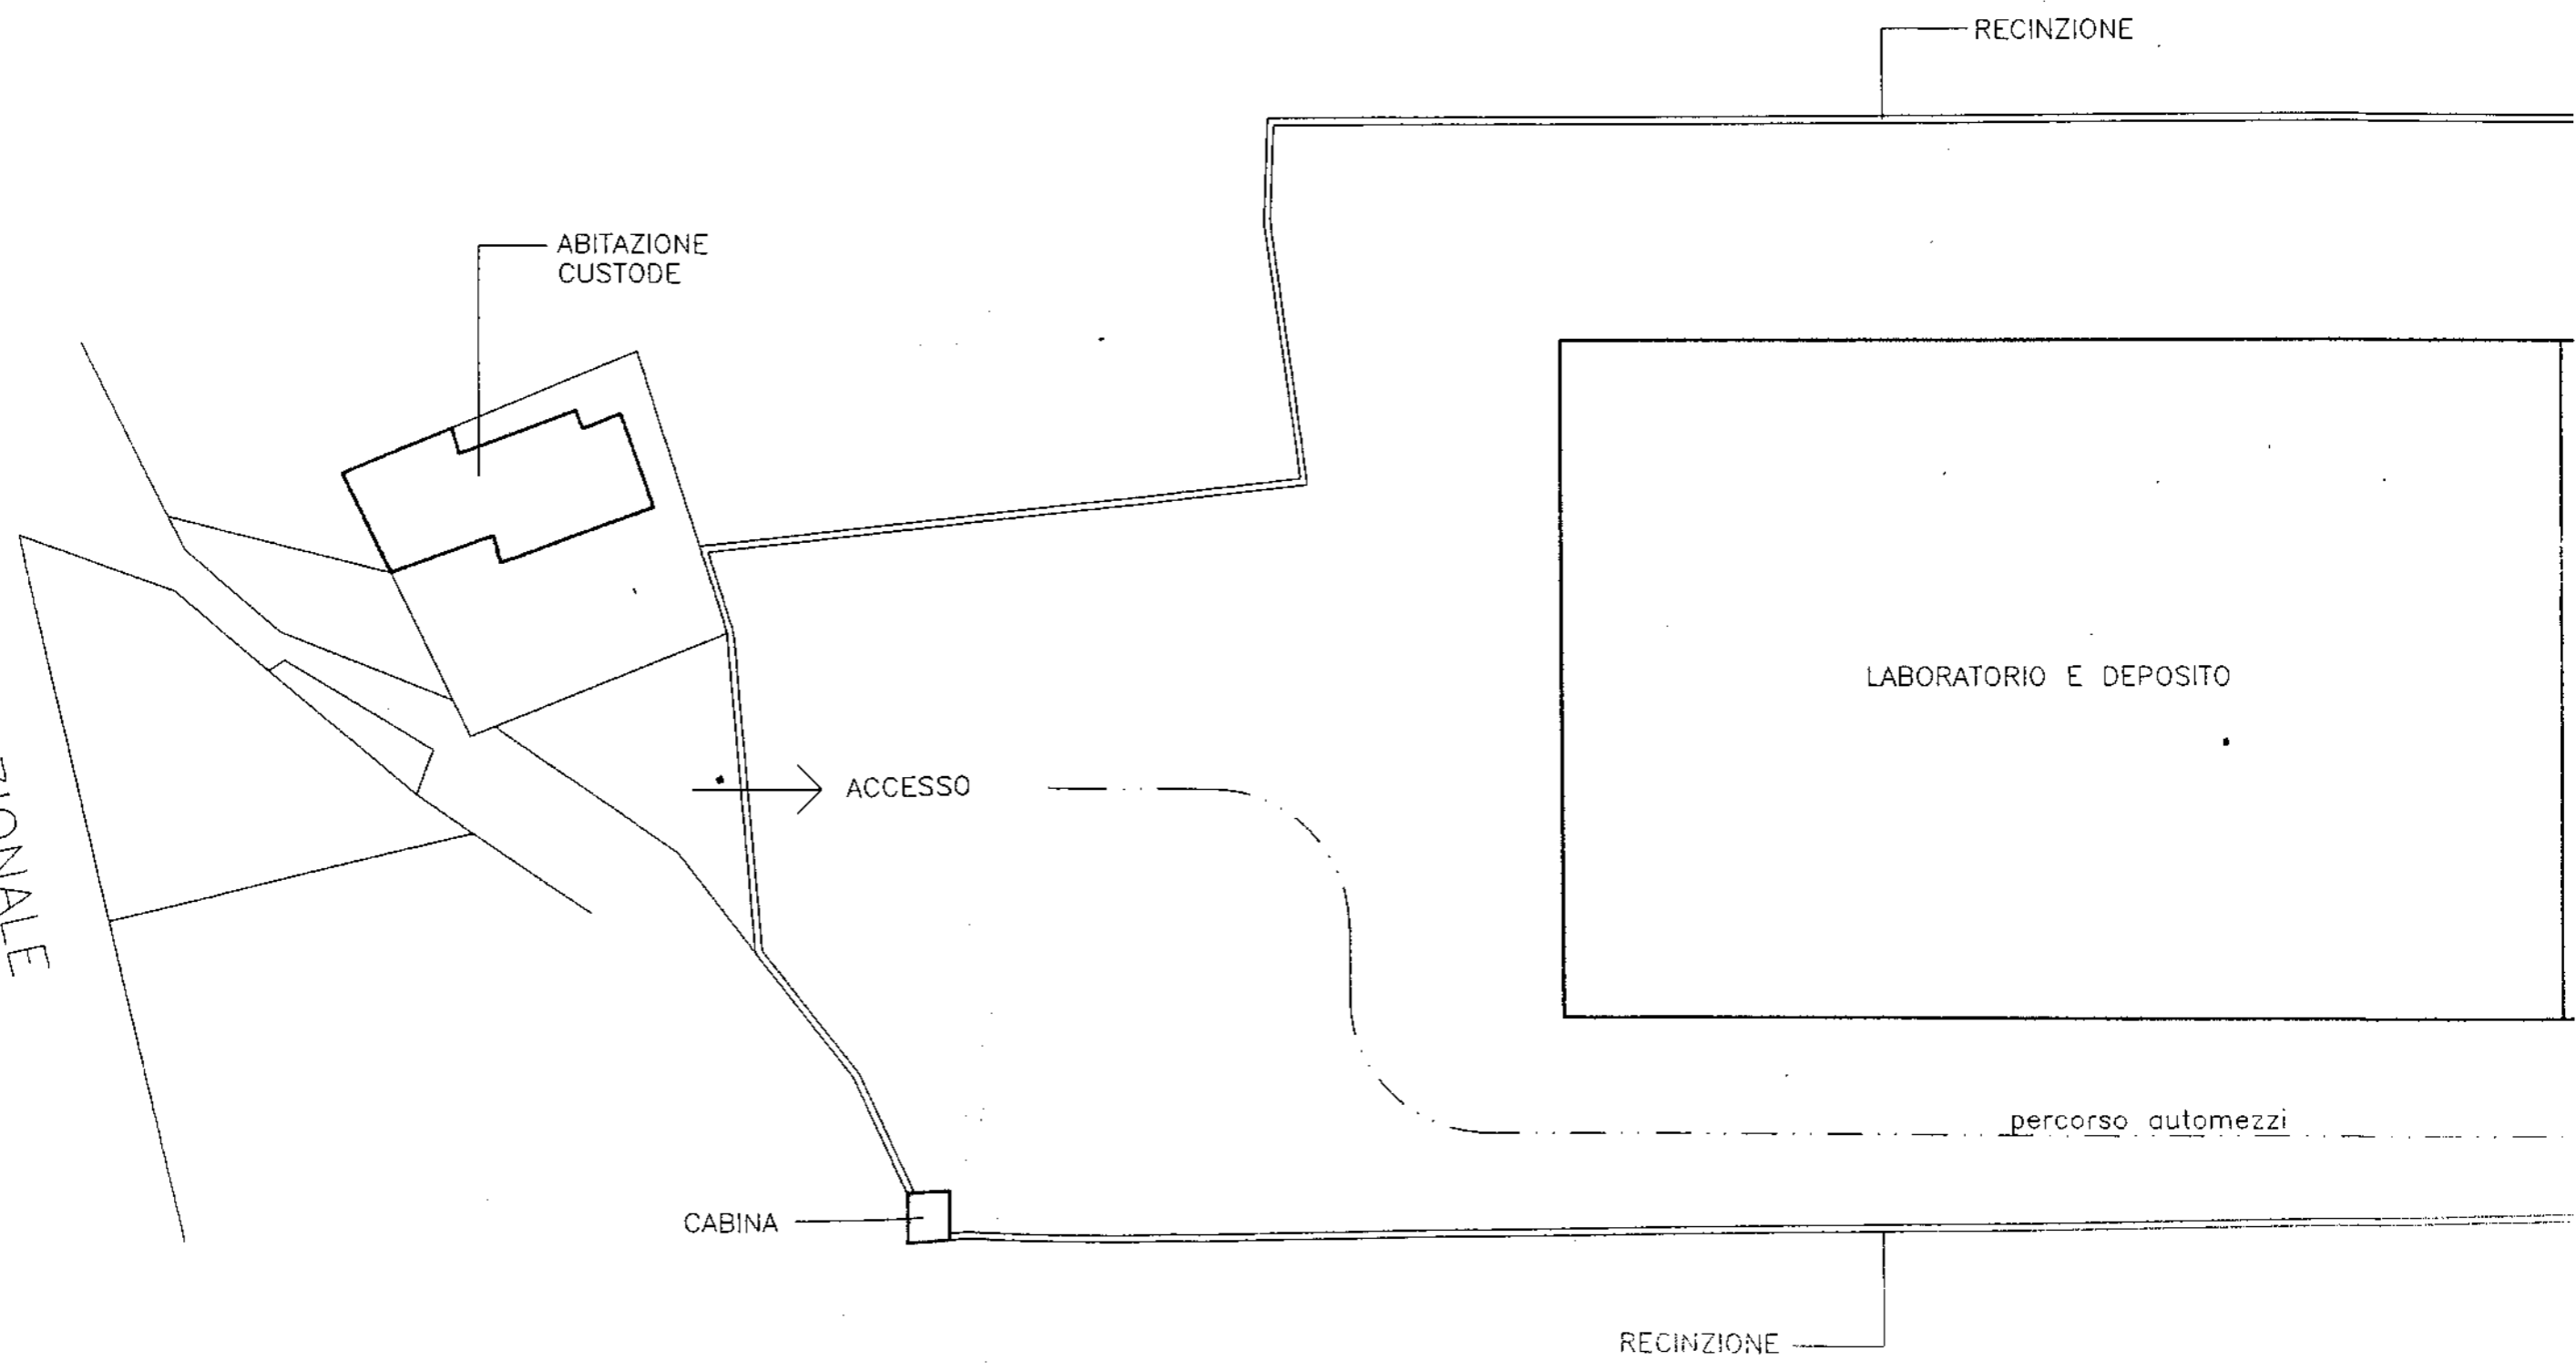 RECINZIONE
ABITAZIONE
CUSTODE
LABORATORIO E DEPOSITO
ACCESSO
percorso automezzi
CABINA
RECINZIONE